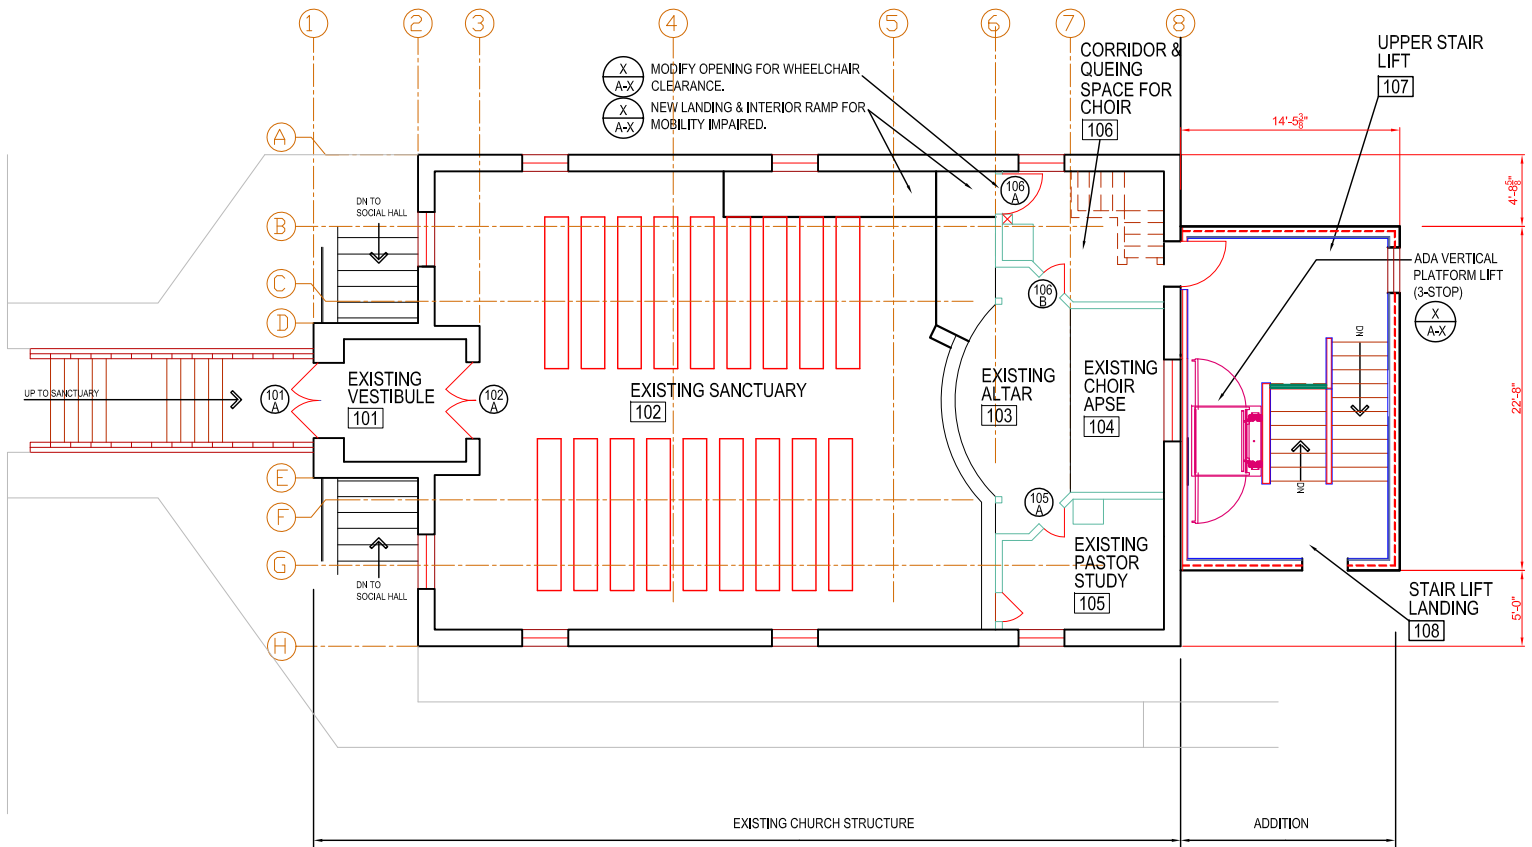 1
2
3
4
5
6
7
8
A
B
C
D
E
F
G
H
X
A-X
MODIFY OPENING FOR WHEELCHAIR
CLEARANCE.
X
A-X
NEW LANDING & INTERIOR RAMP FOR
MOBILITY IMPAIRED.
CORRIDOR &
QUEING
SPACE FOR
CHOIR
106
UPPER STAIR
LIFT
107
14'-5⅜"
4'-8⅝"
22'-8"
5'-0"
DN TO
SOCIAL HALL
106
A
106
B
ADA VERTICAL
PLATFORM LIFT
(3-STOP)
X
A-X
DN
DN
UP TO SANCTUARY
101
A
EXISTING
VESTIBULE
101
102
A
EXISTING SANCTUARY
102
EXISTING
ALTAR
103
EXISTING
CHOIR
APSE
104
105
A
EXISTING
PASTOR
STUDY
105
DN TO
SOCIAL HALL
STAIR LIFT
LANDING
108
EXISTING CHURCH STRUCTURE
ADDITION